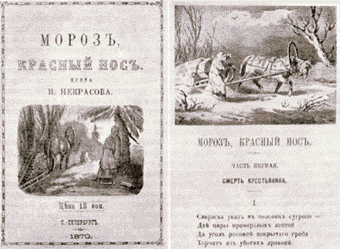 МОРОЗЪ,
КРАСНЫЙ НОСЪ.
Н. НЕКРАСОВА.
Цѣна 15 коп.
С. ПЕТЕРБУРГЪ
1870.
МОРОЗЪ, КРАСНЫЙ НОСЪ.
ЧАСТЬ ПЕРВАЯ.
СМЕРТЬ КРЕСТЬЯНИНА.
I
Савраска увязъ въ половинѣ сугроба —
Двѣ пары промерзлыхъ лаптей
Да уголъ рогожей покрытаго гроба
Торчатъ изъ убогихъ дровней.